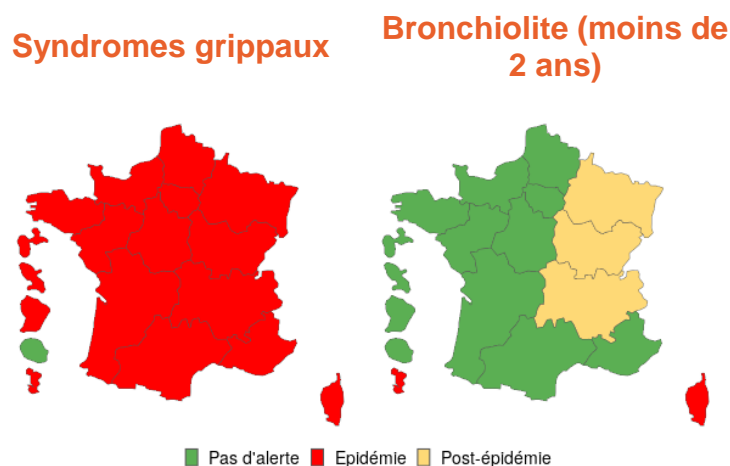 Syndromes grippaux
Bronchiolite (moins de
2 ans)
Pas d'alerte
Epidémie
Post-épidémie